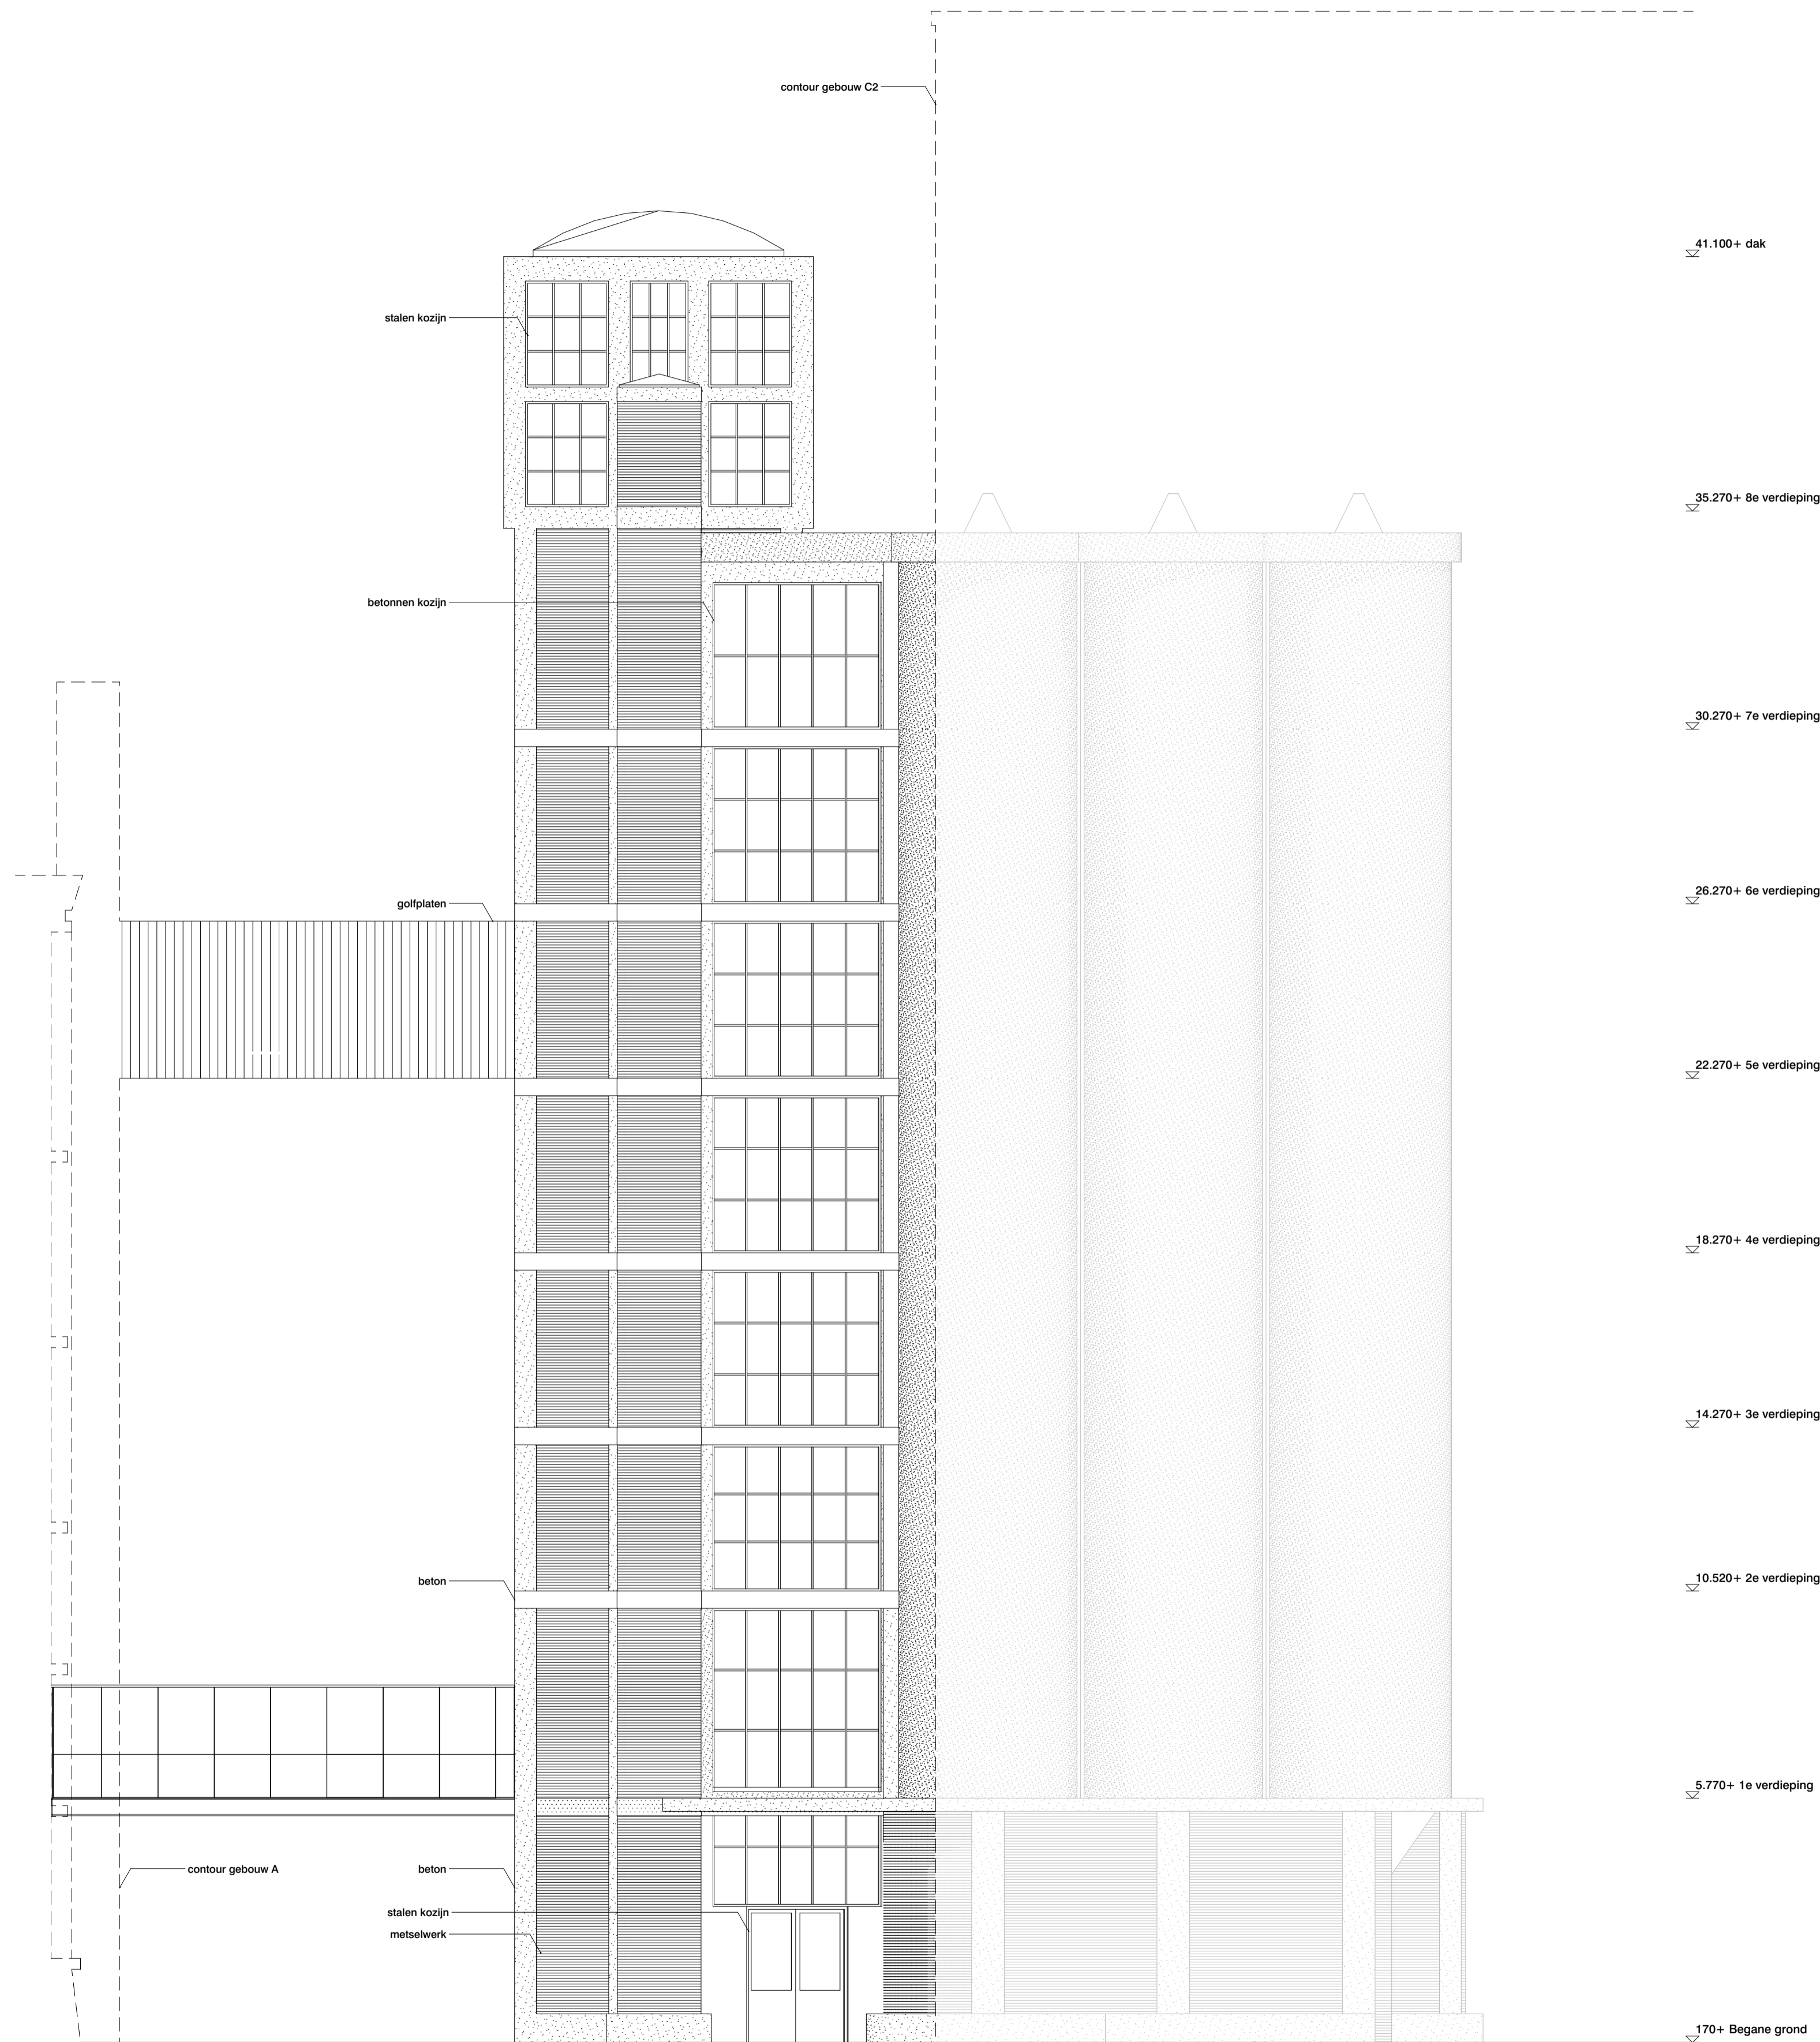 contour gebouw C2
41.100+ dak
stalen kozijn
35.270+ 8e verdieping
betonnen kozijn
30.270+ 7e verdieping
26.270+ 6e verdieping
golfplaten
22.270+ 5e verdieping
18.270+ 4e verdieping
14.270+ 3e verdieping
10.520+ 2e verdieping
beton
5.770+ 1e verdieping
contour gebouw A
beton
stalen kozijn
metselwerk
170+ Begane grond